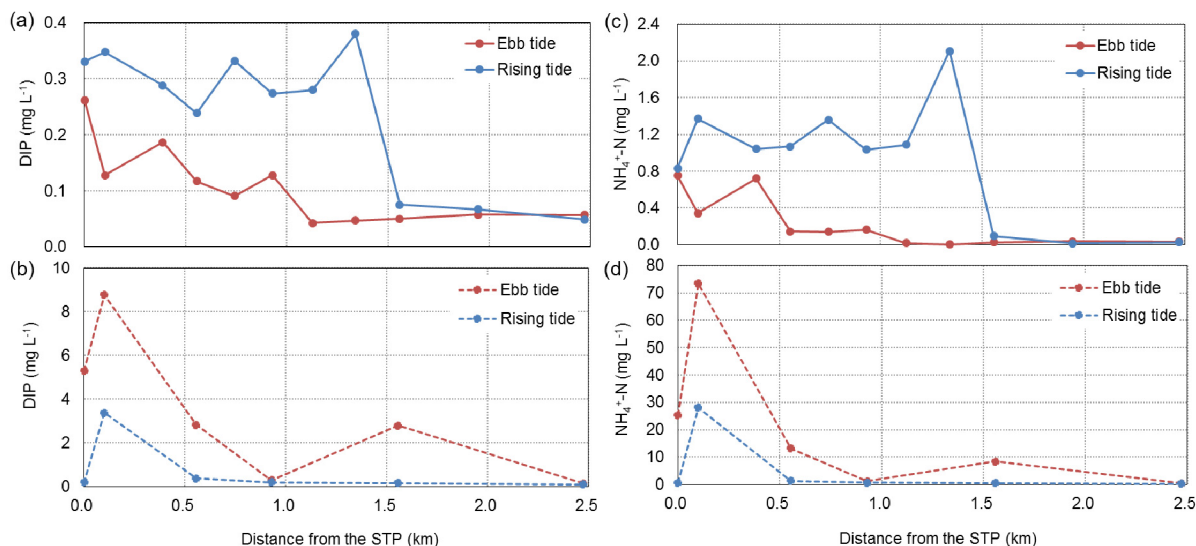 (a)
0.4
0.3
0.2
0.1
0.0
DIP (mg L⁻¹)
Ebb tide
Rising tide
(c)
2.4
2.0
1.6
1.2
0.8
0.4
0.0
NH₄⁺-N (mg L⁻¹)
Ebb tide
Rising tide
(b)
10
8
6
4
2
0
DIP (mg L⁻¹)
Ebb tide
Rising tide
0.0 0.5 1.0 1.5 2.0 2.5
Distance from the STP (km)
(d)
80
70
60
50
40
30
20
10
0
NH₄⁺-N (mg L⁻¹)
Ebb tide
Rising tide
0.0 0.5 1.0 1.5 2.0 2.5
Distance from the STP (km)